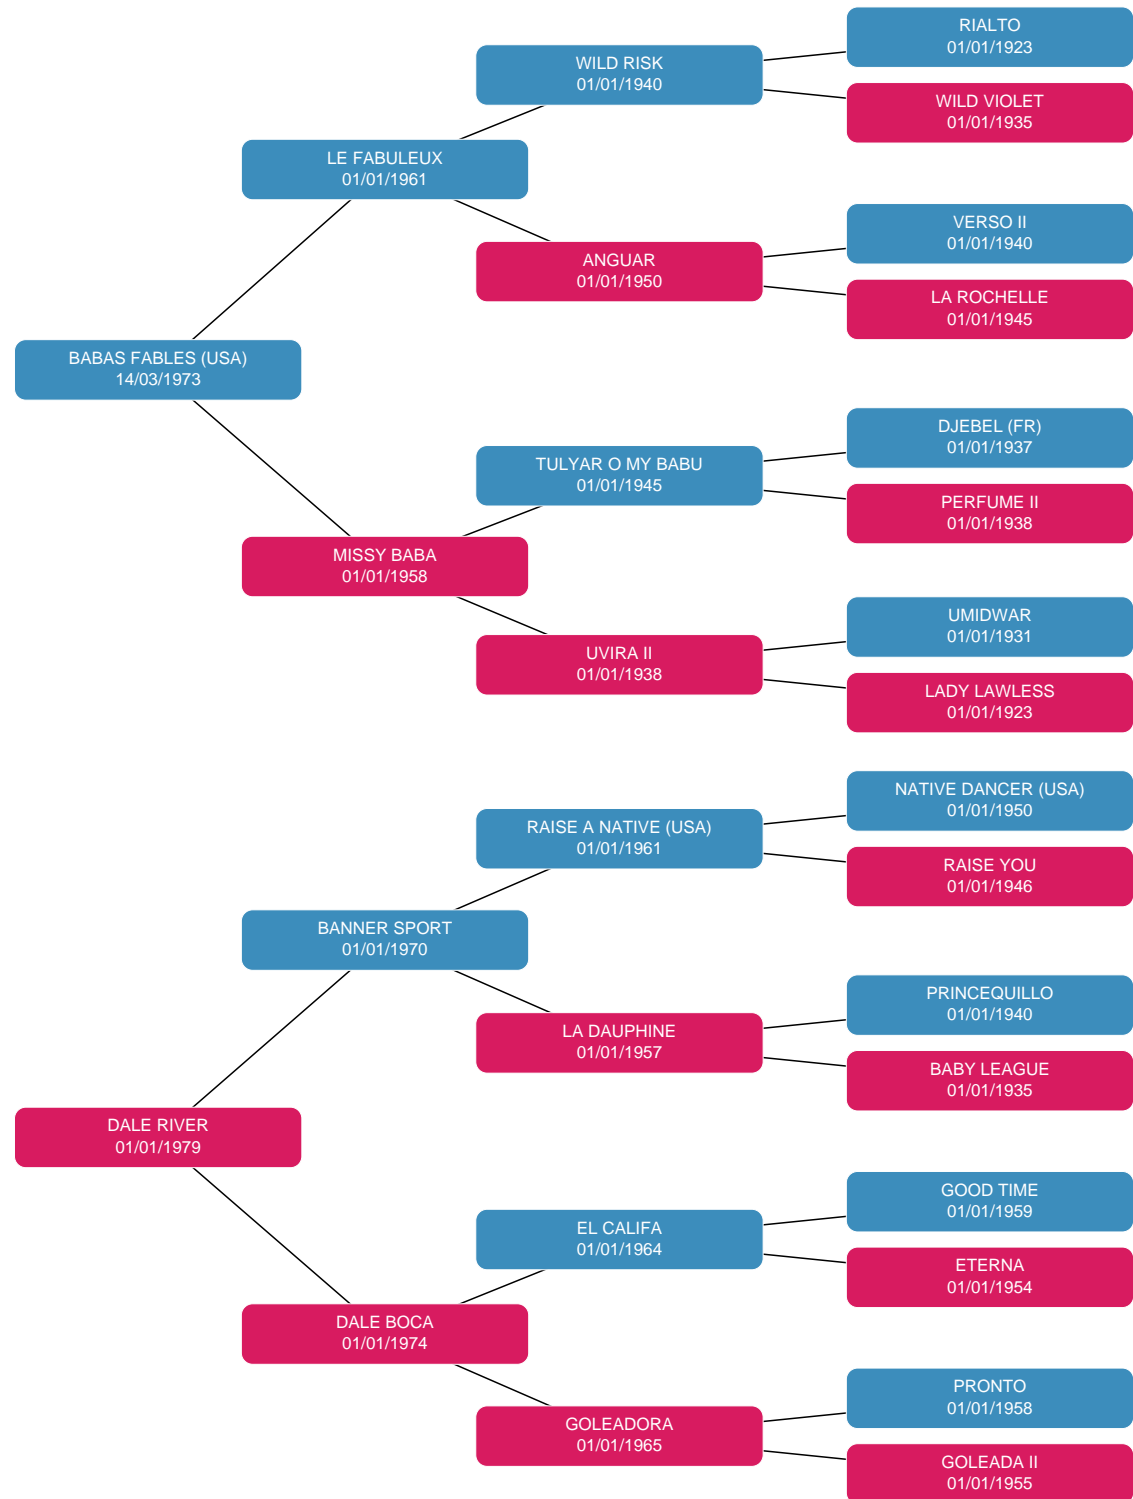 RIALTO
01/01/1923
WILD RISK
01/01/1940
WILD VIOLET
01/01/1935
LE FABULEUX
01/01/1961
VERSO II
01/01/1940
ANGUAR
01/01/1950
LA ROCHELLE
01/01/1945
BABAS FABLES (USA)
14/03/1973
DJEBEL (FR)
01/01/1937
TULYAR O MY BABU
01/01/1945
PERFUME II
01/01/1938
MISSY BABA
01/01/1958
UMIDWAR
01/01/1931
UVIRA II
01/01/1938
LADY LAWLESS
01/01/1923
NATIVE DANCER (USA)
01/01/1950
RAISE A NATIVE (USA)
01/01/1961
RAISE YOU
01/01/1946
BANNER SPORT
01/01/1970
PRINCEQUILLO
01/01/1940
LA DAUPHINE
01/01/1957
BABY LEAGUE
01/01/1935
DALE RIVER
01/01/1979
GOOD TIME
01/01/1959
EL CALIFA
01/01/1964
ETERNA
01/01/1954
DALE BOCA
01/01/1974
PRONTO
01/01/1958
GOLEADORA
01/01/1965
GOLEADA II
01/01/1955